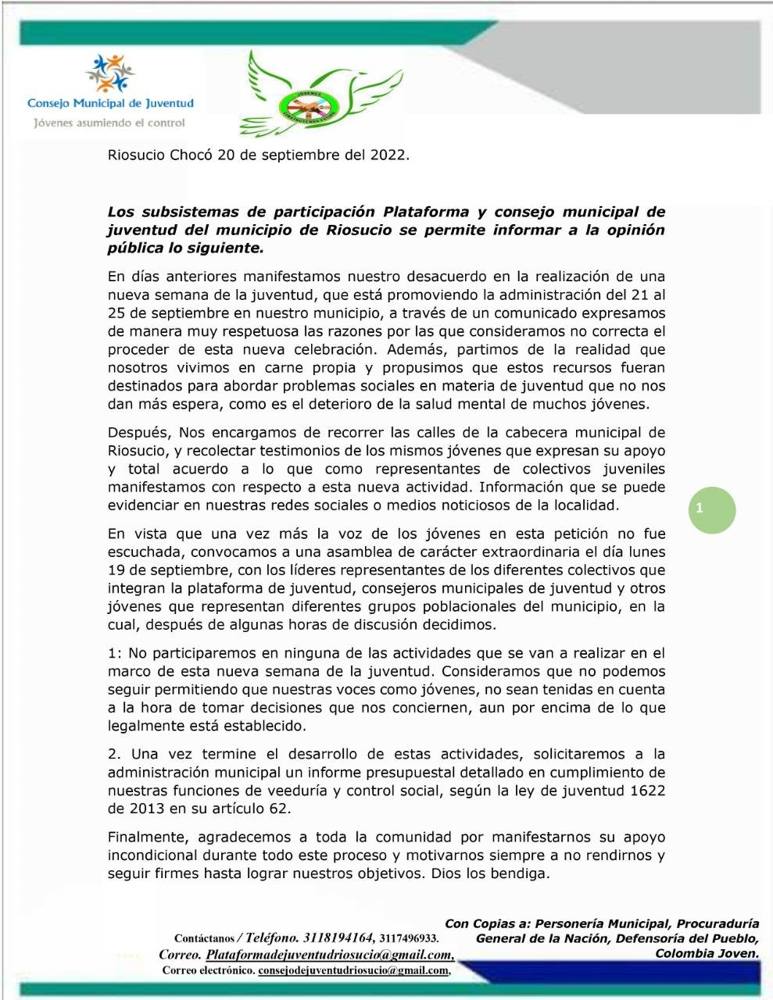 Consejo Municipal de Juventud
Jóvenes asumiendo el control
Riosucio Chocó 20 de septiembre del 2022.
Los subsistemas de participación Plataforma y consejo municipal de
juventud del municipio de Riosucio se permite informar a la opinión
pública lo siguiente.
En días anteriores manifestamos nuestro desacuerdo en la realización de una
nueva semana de la juventud, que está promoviendo la administración del 21 al
25 de septiembre en nuestro municipio, a través de un comunicado expresamos
de manera muy respetuosa las razones por las que consideramos no correcta el
proceder de esta nueva celebración. Además, partimos de la realidad que
nosotros vivimos en carne propia y propusimos que estos recursos fueran
destinados para abordar problemas sociales en materia de juventud que no nos
dan más espera, como es el deterioro de la salud mental de muchos jóvenes.
Después, Nos encargamos de recorrer las calles de la cabecera municipal de
Riosucio, y recolectar testimonios de los mismos jóvenes que expresan su apoyo
y total acuerdo a lo que como representantes de colectivos juveniles
manifestamos con respecto a esta nueva actividad. Información que se puede
evidenciar en nuestras redes sociales o medios noticiosos de la localidad.
1
En vista que una vez más la voz de los jóvenes en esta petición no fue
escuchada, convocamos a una asamblea de carácter extraordinaria el día lunes
19 de septiembre, con los líderes representantes de los diferentes colectivos que
integran la plataforma de juventud, consejeros municipales de juventud y otros
jóvenes que representan diferentes grupos poblacionales del municipio, en la
cual, después de algunas horas de discusión decidimos.
1: No participaremos en ninguna de las actividades que se van a realizar en el
marco de esta nueva semana de la juventud. Consideramos que no podemos
seguir permitiendo que nuestras voces como jóvenes, no sean tenidas en cuenta
a la hora de tomar decisiones que nos conciernen, aun por encima de lo que
legalmente está establecido.
2. Una vez termine el desarrollo de estas actividades, solicitaremos a la
administración municipal un informe presupuestal detallado en cumplimiento de
nuestras funciones de veeduría y control social, según la ley de juventud 1622
de 2013 en su artículo 62.
Finalmente, agradecemos a toda la comunidad por manifestarnos su apoyo
incondicional durante todo este proceso y motivarnos siempre a no rendirnos y
seguir firmes hasta lograr nuestros objetivos. Dios los bendiga.
Contáctanos / Teléfono. 3118194164, 3117496933.
Correo. Plataformadejuventudriosucio@gmail.com,
Correo electrónico. consejodejuventudriosucio@gmail.com,
Con Copias a: Personería Municipal, Procuraduría
General de la Nación, Defensoría del Pueblo,
Colombia Joven.